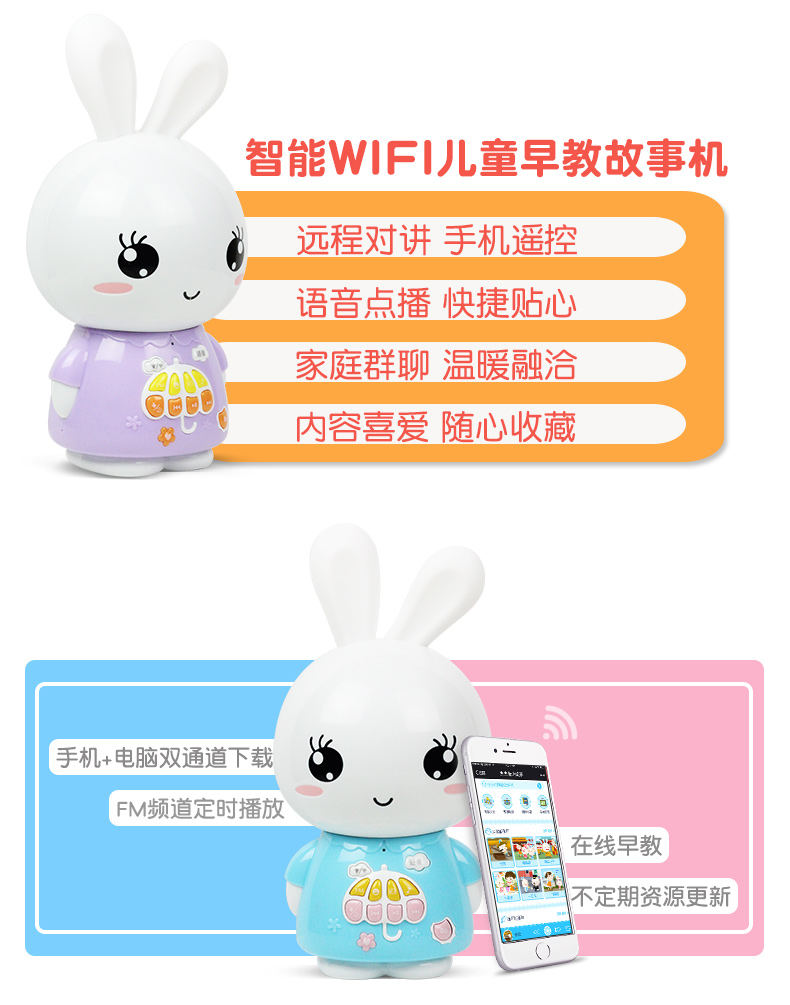 智能WIFI儿童早教故事机
远程对讲 手机遥控
语音点播 快捷贴心
家庭群聊 温暖融洽
内容喜爱 随心收藏
手机+电脑双通道下载
FM频道定时播放
在线早教
不定期资源更新